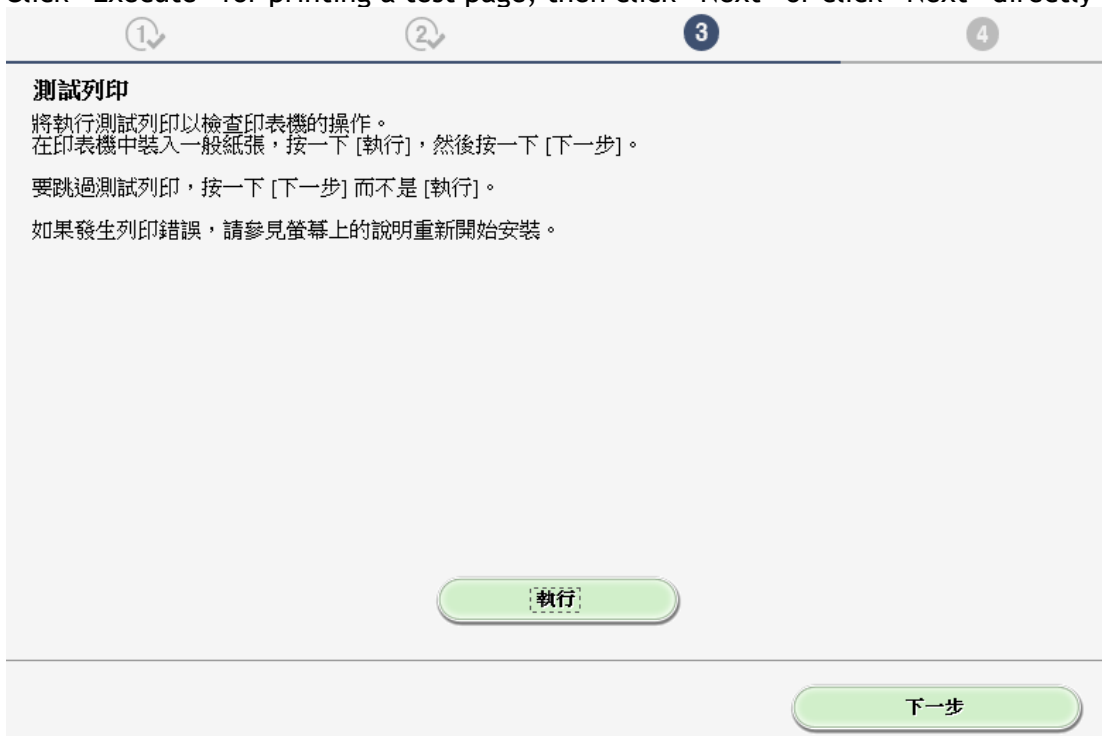 Click "Execute" for printing a test page, then click "Next" or click "Next" directly
1 2 3 4
測試列印
將執行測試列印以檢查印表機的操作。
在印表機中裝入一般紙張，按一下 [執行]，然後按一下 [下一步]。
要跳過測試列印，按一下 [下一步] 而不是 [執行]。
如果發生列印錯誤，請參見螢幕上的說明重新開始安裝。
執行
下一步